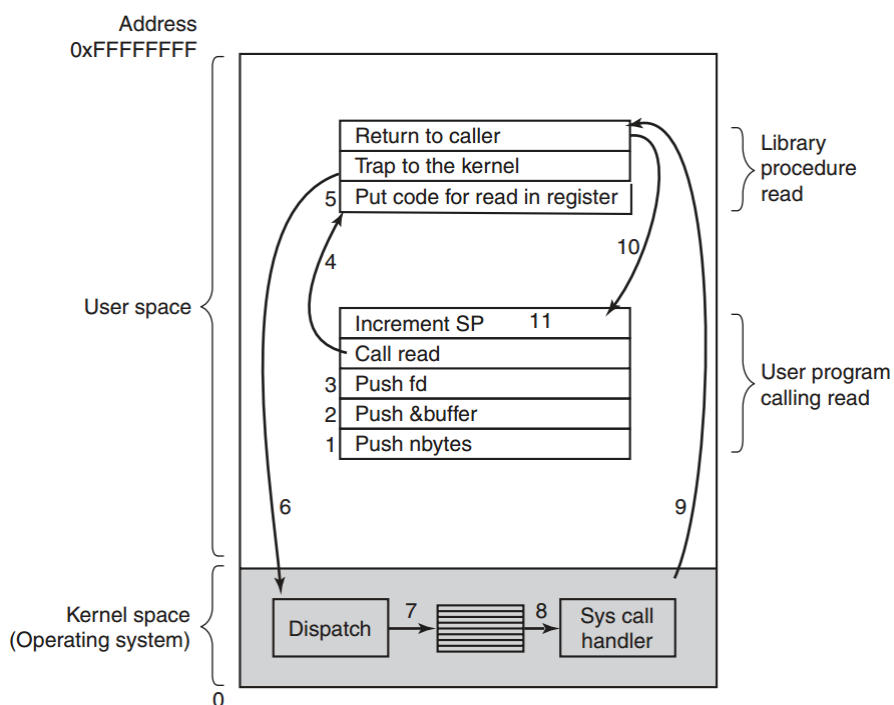 Address
0xFFFFFFFF
Return to caller
Trap to the kernel
5 Put code for read in register
Library
procedure
read
4
10
User space
Increment SP 11
Call read
3 Push fd
2 Push &buffer
1 Push nbytes
User program
calling read
6
9
Kernel space
(Operating system)
Dispatch
7
8
Sys call
handler
0